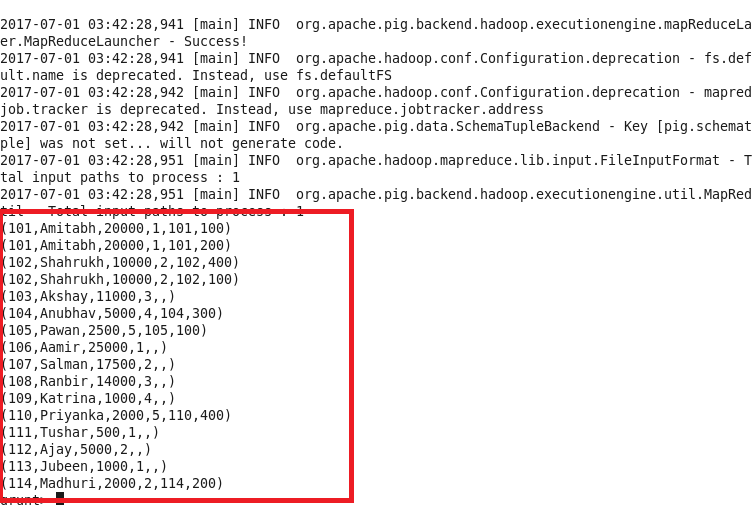 2017-07-01 03:42:28,941 [main] INFO  org.apache.pig.backend.hadoop.executionengine.mapReduceLa
er.MapReduceLauncher - Success!
2017-07-01 03:42:28,941 [main] INFO  org.apache.hadoop.conf.Configuration.deprecation - fs.def
ult.name is deprecated. Instead, use fs.defaultFS
2017-07-01 03:42:28,942 [main] INFO  org.apache.hadoop.conf.Configuration.deprecation - mapred
job.tracker is deprecated. Instead, use mapreduce.jobtracker.address
2017-07-01 03:42:28,942 [main] INFO  org.apache.pig.data.SchemaTupleBackend - Key [pig.schemat
ple] was not set... will not generate code.
2017-07-01 03:42:28,951 [main] INFO  org.apache.hadoop.mapreduce.lib.input.FileInputFormat - T
tal input paths to process : 1
2017-07-01 03:42:28,951 [main] INFO  org.apache.pig.backend.hadoop.executionengine.util.MapRed
til - Total input paths to process : 1
(101,Amitabh,20000,1,101,100)
(101,Amitabh,20000,1,101,200)
(102,Shahrukh,10000,2,102,400)
(102,Shahrukh,10000,2,102,100)
(103,Akshay,11000,3,,)
(104,Anubhav,5000,4,104,300)
(105,Pawan,2500,5,105,100)
(106,Aamir,25000,1,,)
(107,Salman,17500,2,,)
(108,Ranbir,14000,3,,)
(109,Katrina,1000,4,,)
(110,Priyanka,2000,5,110,400)
(111,Tushar,500,1,,)
(112,Ajay,5000,2,,)
(113,Jubeen,1000,1,,)
(114,Madhuri,2000,2,114,200)
grunt>